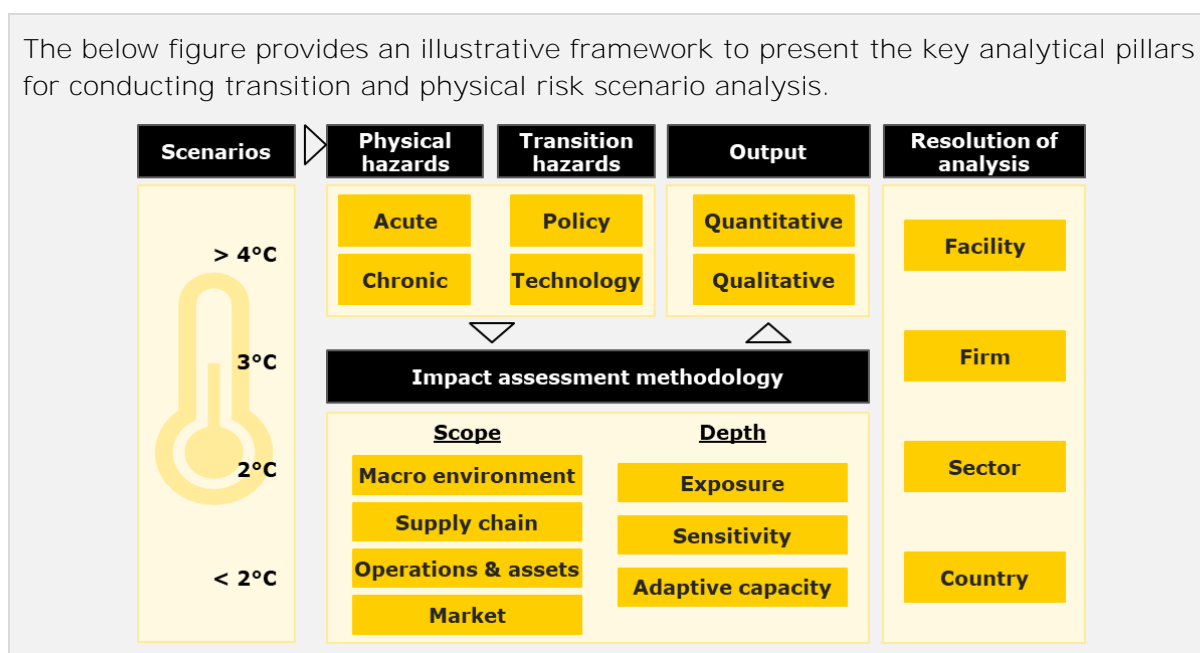 The below figure provides an illustrative framework to present the key analytical pillars
for conducting transition and physical risk scenario analysis.
Scenarios
Physical
hazards
Transition
hazards
Output
Resolution of
analysis
> 4°C
3°C
2°C
< 2°C
Acute
Chronic
Policy
Technology
Quantitative
Qualitative
Impact assessment methodology
Scope
Macro environment
Supply chain
Operations & assets
Market
Depth
Exposure
Sensitivity
Adaptive capacity
Facility
Firm
Sector
Country